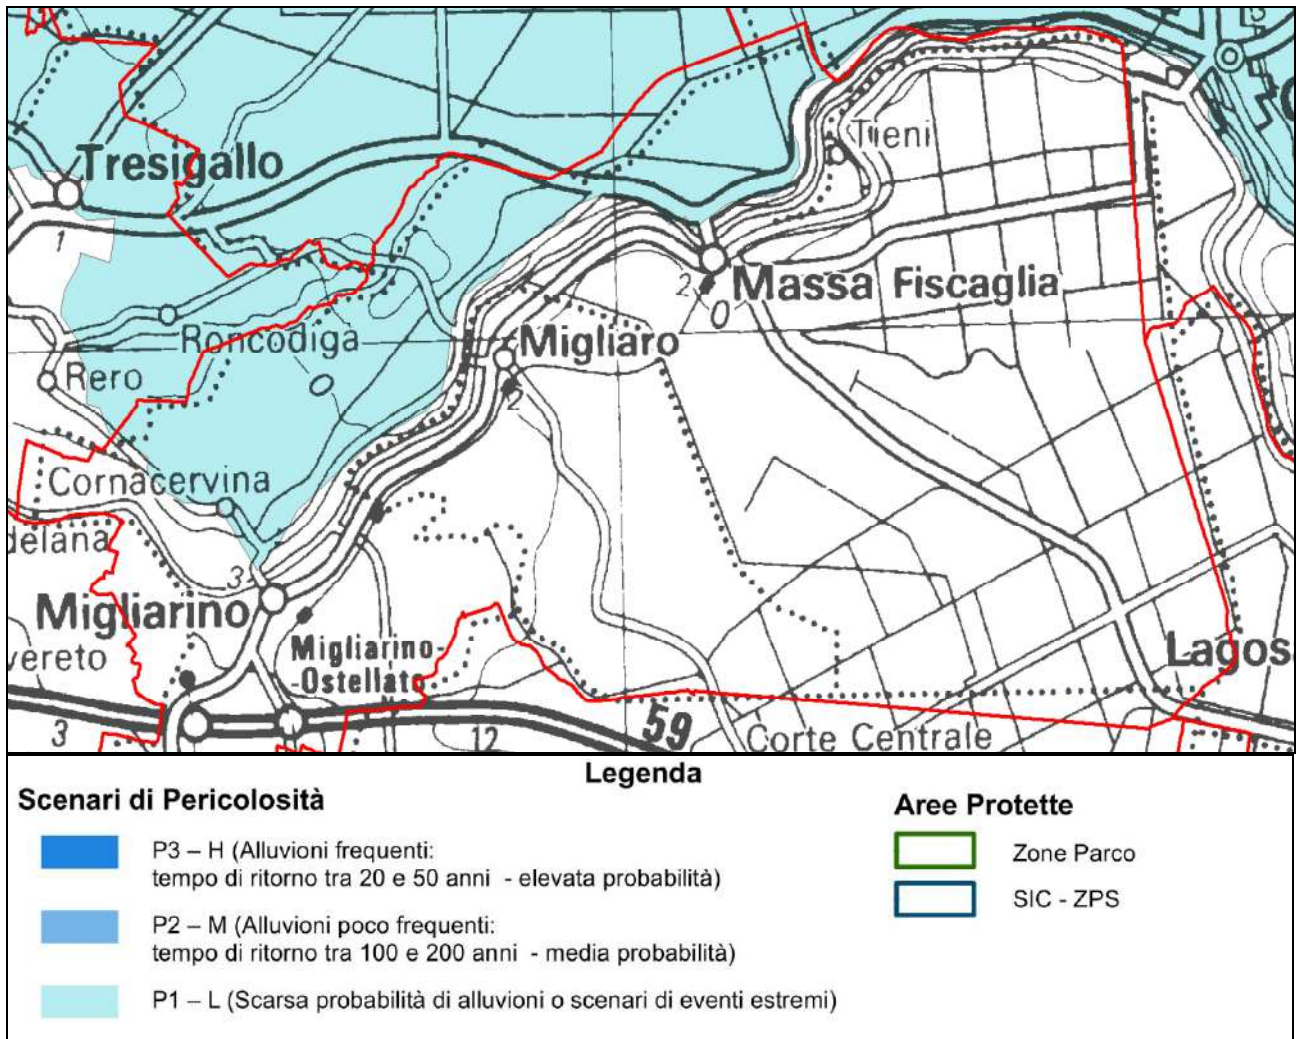 Tieni
Tresigallo
1
Massa Fiscaglia
2
0
Roncodiga
Migliaro
Rero
0
2
Cornacervina
delana
3
Migliarino
vereto
Migliarino-
-Ostellato
Lagos
3
12
59
Corte Centrale
Legenda
Scenari di Pericolosità
P3 – H (Alluvioni frequenti:
tempo di ritorno tra 20 e 50 anni - elevata probabilità)
P2 – M (Alluvioni poco frequenti:
tempo di ritorno tra 100 e 200 anni - media probabilità)
P1 – L (Scarsa probabilità di alluvioni o scenari di eventi estremi)
Aree Protette
Zone Parco
SIC - ZPS